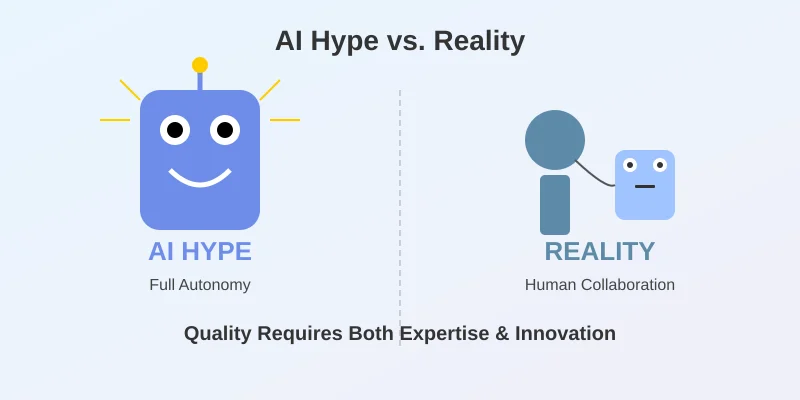 AI Hype vs. Reality
AI HYPE
Full Autonomy
REALITY
Human Collaboration
Quality Requires Both Expertise & Innovation